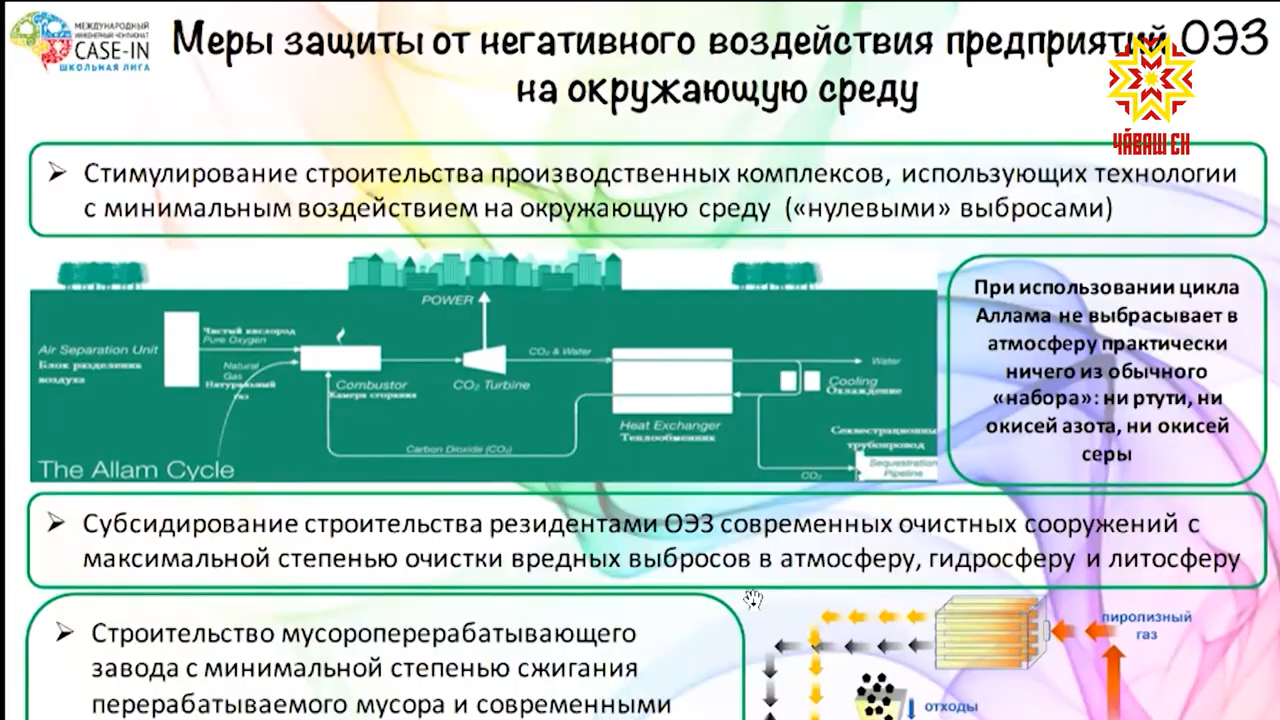 МЕЖДУНАРОДНЫЙ
ИНЖЕНЕРНЫЙ ЧЕМПИОНАТ
CASE-IN
ШКОЛЬНАЯ ЛИГА
Меры защиты от негативного воздействия предприятий ОЭЗ
на окружающую среду
ЧӐВАШ ЕН
➢ Стимулирование строительства производственных комплексов, использующих технологии
с минимальным воздействием на окружающую среду («нулевыми» выбросами)
POWER
Чистый кислород
Pure Oxygen
Air Separation Unit
Блок разделения
воздуха
Natural
Gas
Натуральный
газ
Combustor
Камера сгорания
CO₂ Turbine
CO₂ & Water
Heat Exchanger
Теплообменник
Water
Cooling
Охлаждение
Carbon Dioxide (CO₂)
Секвестрационный
трубопровод
Sequestration
Pipeline
CO₂
The Allam Cycle
При использовании цикла
Аллама не выбрасывает в
атмосферу практически
ничего из обычного
«набора»: ни ртути, ни
окисей азота, ни окисей
серы
➢ Субсидирование строительства резидентами ОЭЗ современных очистных сооружений с
максимальной степенью очистки вредных выбросов в атмосферу, гидросферу и литосферу
➢ Строительство мусороперерабатывающего
завода с минимальной степенью сжигания
перерабатываемого мусора и современными
пиролизный
газ
отходы